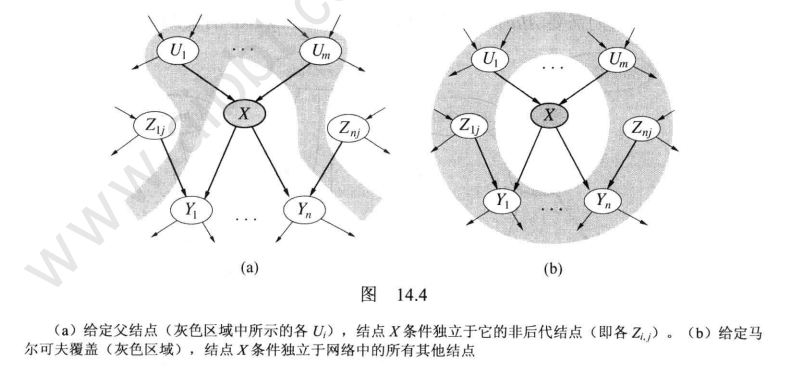 U1 ... Um
X
Z1j Znj
Y1 ... Yn
(a)
U1 ... Um
X
Z1j Znj
Y1 ... Yn
(b)
图 14.4
(a)给定父结点(灰色区域中所示的各 Ui),结点 X 条件独立于它的非后代结点(即各 Zi,j)。(b)给定马
尔可夫覆盖(灰色区域),结点 X 条件独立于网络中的所有其他结点